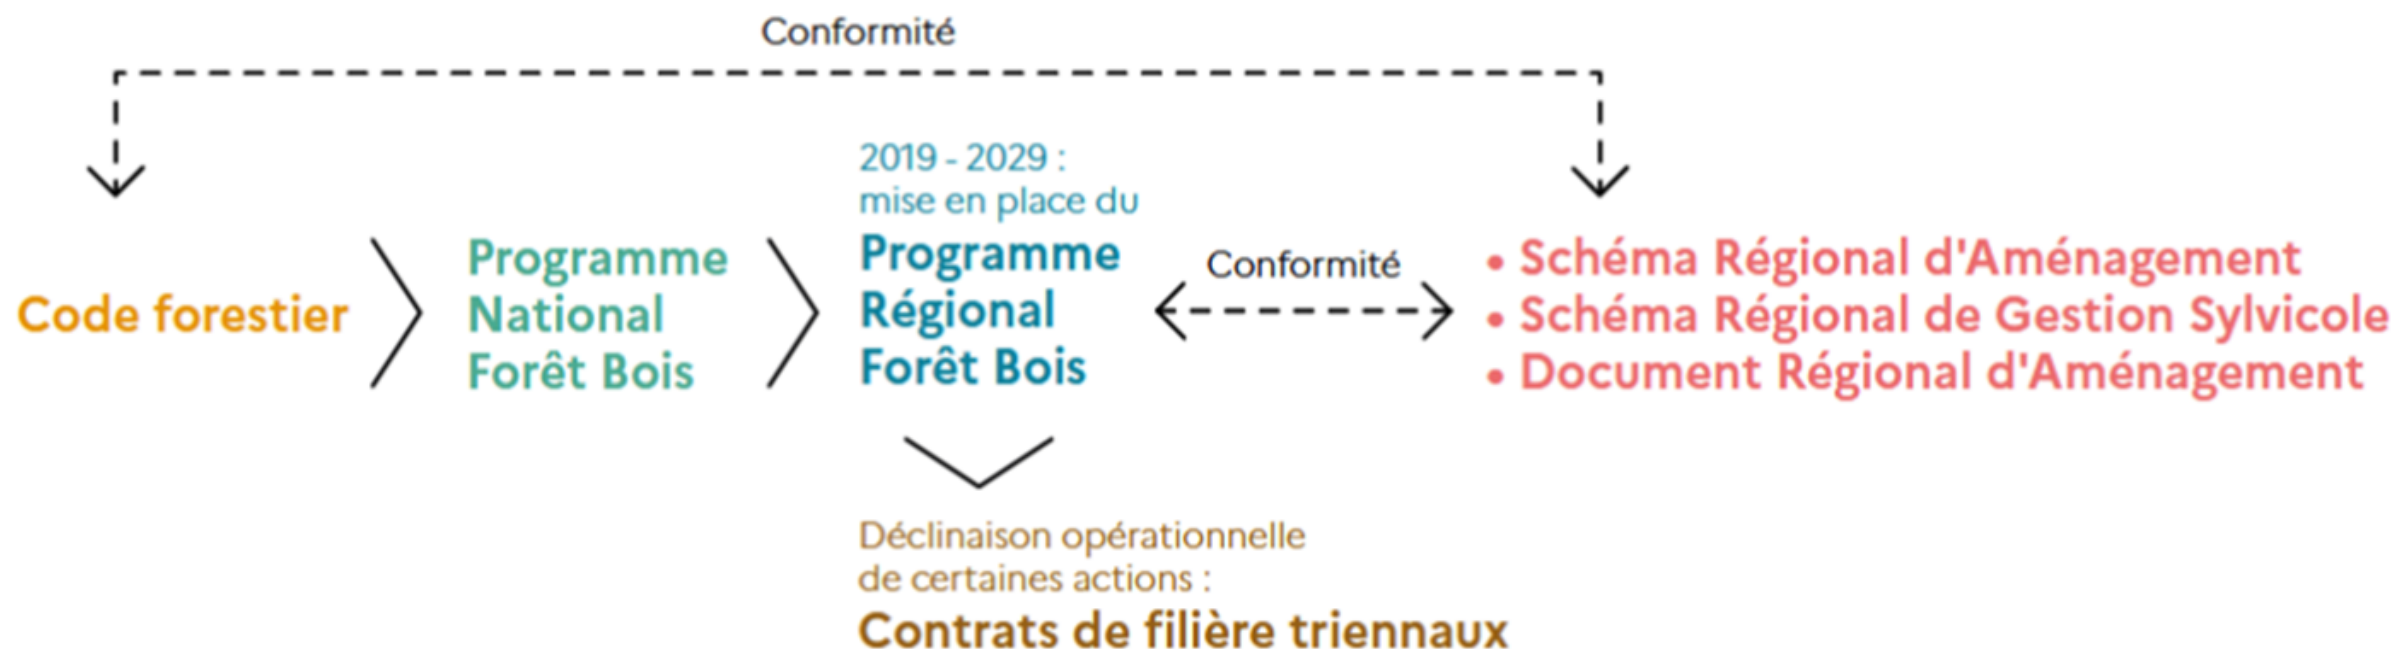 Conformité
2019 - 2029 :
mise en place du
Code forestier
Programme
National
Forêt Bois
Programme
Régional
Forêt Bois
Conformité
• Schéma Régional d'Aménagement
• Schéma Régional de Gestion Sylvicole
• Document Régional d'Aménagement
Déclinaison opérationnelle
de certaines actions :
Contrats de filière triennaux